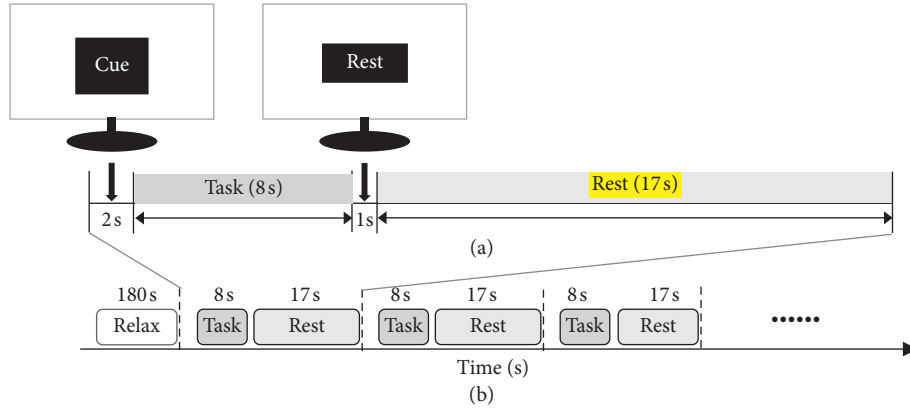 Cue
Rest
Task (8 s)
Rest (17 s)
2 s
1s
(a)
180 s 8 s 17 s 8 s 17 s 8 s 17 s
Relax Task Rest Task Rest Task Rest ......
Time (s)
(b)